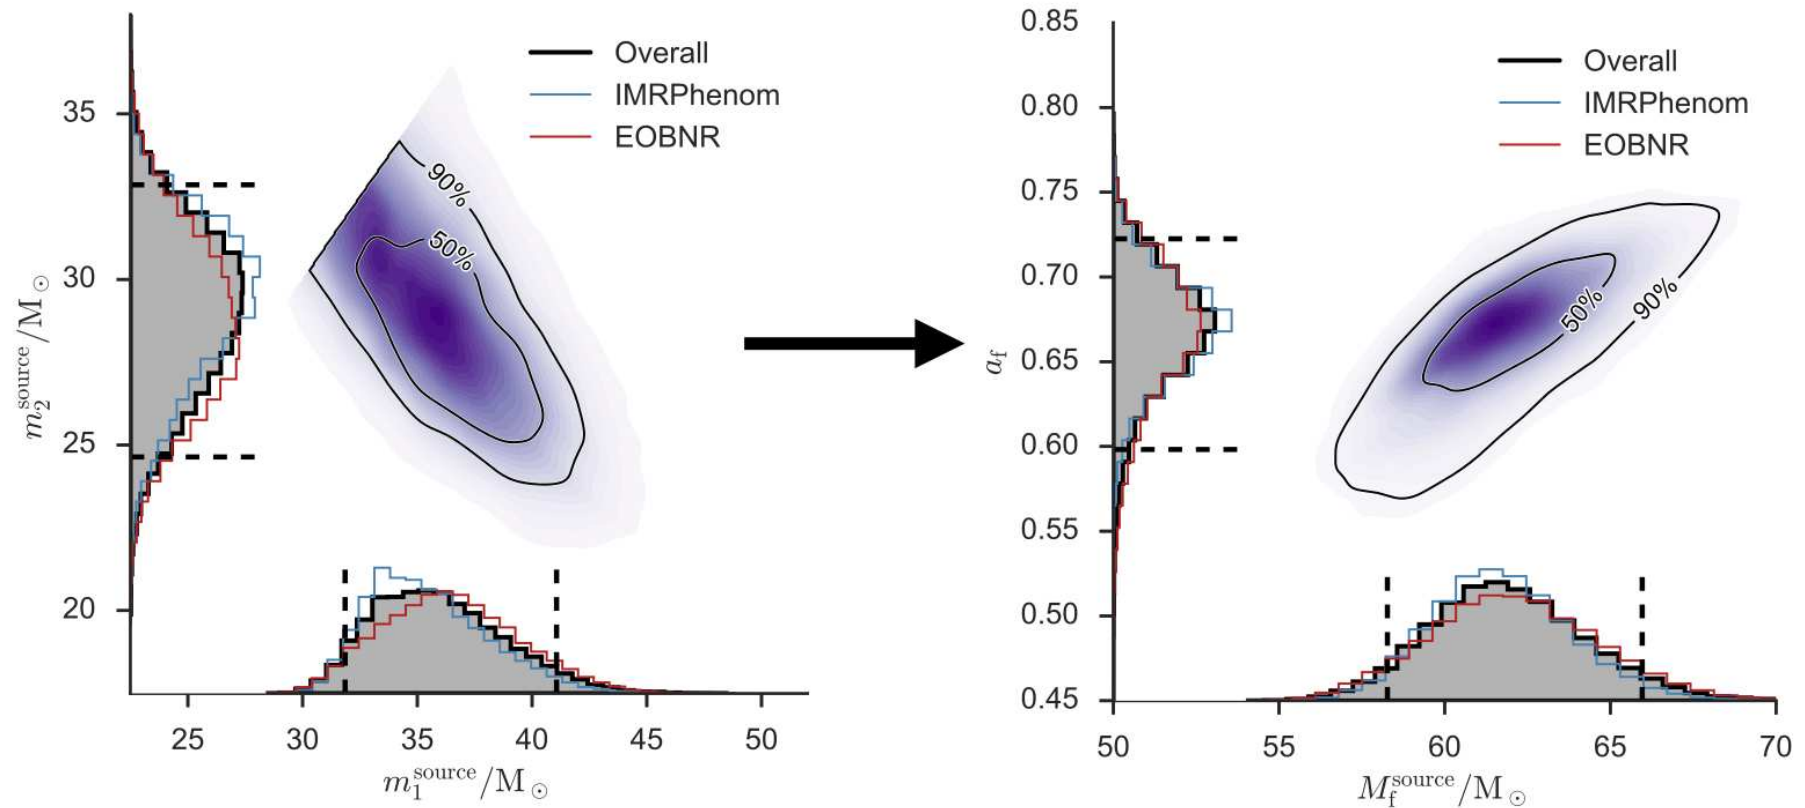 Overall
IMRPhenom
EOBNR
35
30
25
20
m₂^source/M☉
90%
50%
25
30
35
40
45
50
m₁^source/M☉
0.85
0.80
0.75
0.70
0.65
0.60
0.55
0.50
0.45
a_f
Overall
IMRPhenom
EOBNR
50%
90%
50
55
60
65
70
M_f^source/M☉